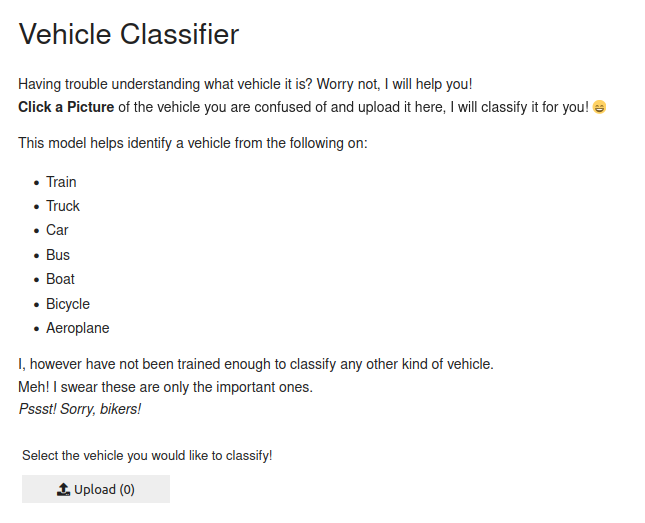 Vehicle Classifier
Having trouble understanding what vehicle it is? Worry not, I will help you!
Click a Picture of the vehicle you are confused of and upload it here, I will classify it for you! 😄
This model helps identify a vehicle from the following on:
• Train
• Truck
• Car
• Bus
• Boat
• Bicycle
• Aeroplane
I, however have not been trained enough to classify any other kind of vehicle.
Meh! I swear these are only the important ones.
Pssst! Sorry, bikers!
Select the vehicle you would like to classify!
Upload (0)